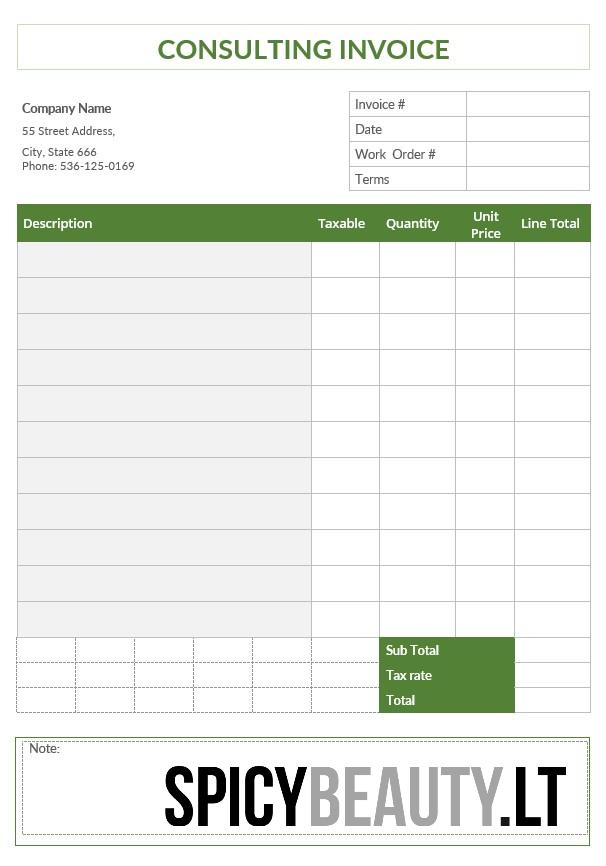 CONSULTING INVOICE
Company Name
55 Street Address,
City, State 666
Phone: 536-125-0169
Invoice #
Date
Work Order #
Terms
Description Taxable Quantity Unit Price Line Total
Sub Total
Tax rate
Total
Note:
SPICYBEAUTY.LT